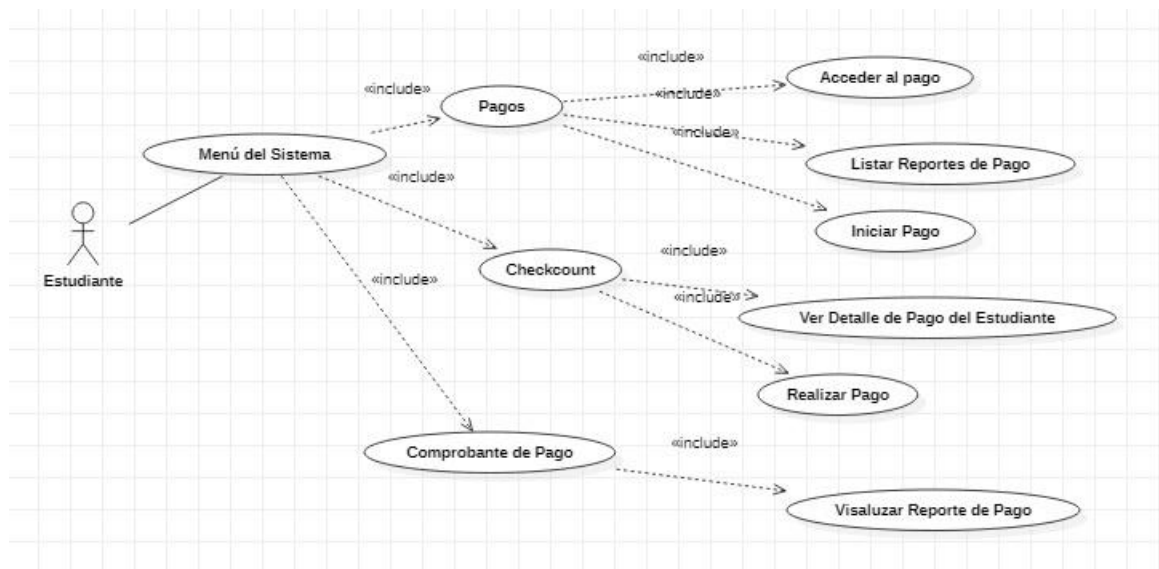 «include»
Acceder al pago
«include»
Pagos
«include»
«include»
Menú del Sistema
Listar Reportes de Pago
«include»
Iniciar Pago
«include»
Checkcount
Estudiante
«include»
«include»
Ver Detalle de Pago del Estudiante
Realizar Pago
«include»
Comprobante de Pago
Visaluzar Reporte de Pago